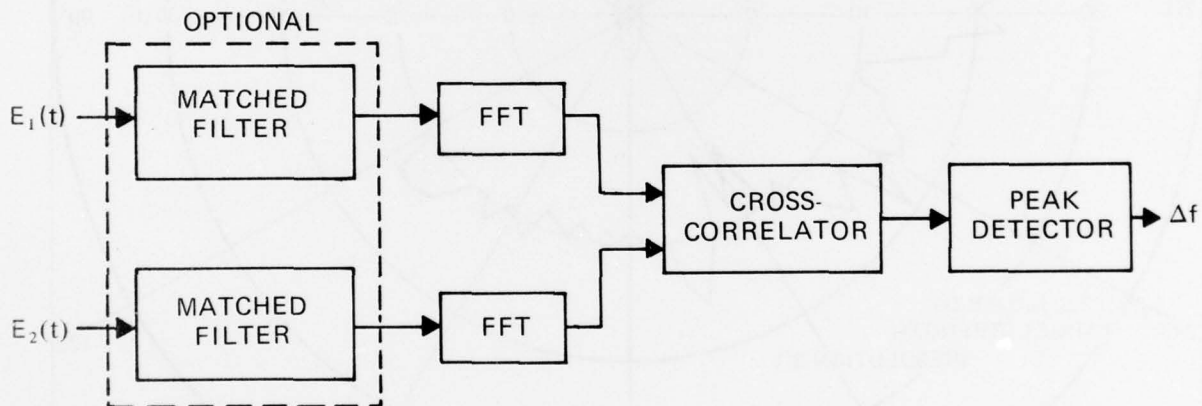 OPTIONAL
E₁(t)
MATCHED
FILTER
FFT
CROSS-
CORRELATOR
PEAK
DETECTOR
Δf
E₂(t)
MATCHED
FILTER
FFT